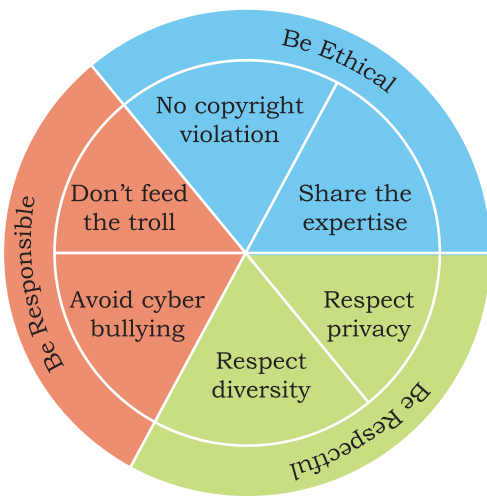 Be Ethical
No copyright
violation
Share the
expertise
Be Responsible
Don't feed
the troll
Avoid cyber
bullying
Respect
privacy
Respect
diversity
Be Respectful